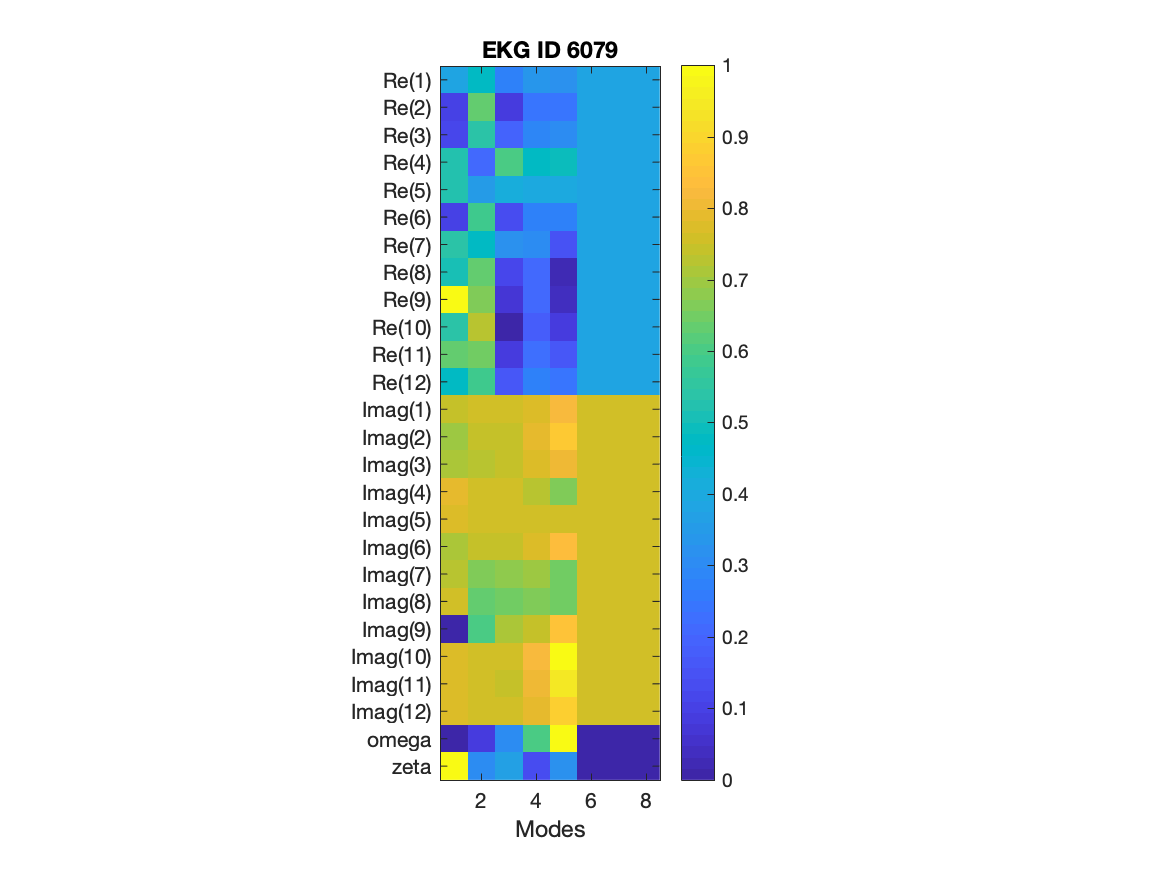 EKG ID 6079
Re(1)
Re(2)
Re(3)
Re(4)
Re(5)
Re(6)
Re(7)
Re(8)
Re(9)
Re(10)
Re(11)
Re(12)
Imag(1)
Imag(2)
Imag(3)
Imag(4)
Imag(5)
Imag(6)
Imag(7)
Imag(8)
Imag(9)
Imag(10)
Imag(11)
Imag(12)
omega
zeta
2 4 6 8
Modes
1
0.9
0.8
0.7
0.6
0.5
0.4
0.3
0.2
0.1
0